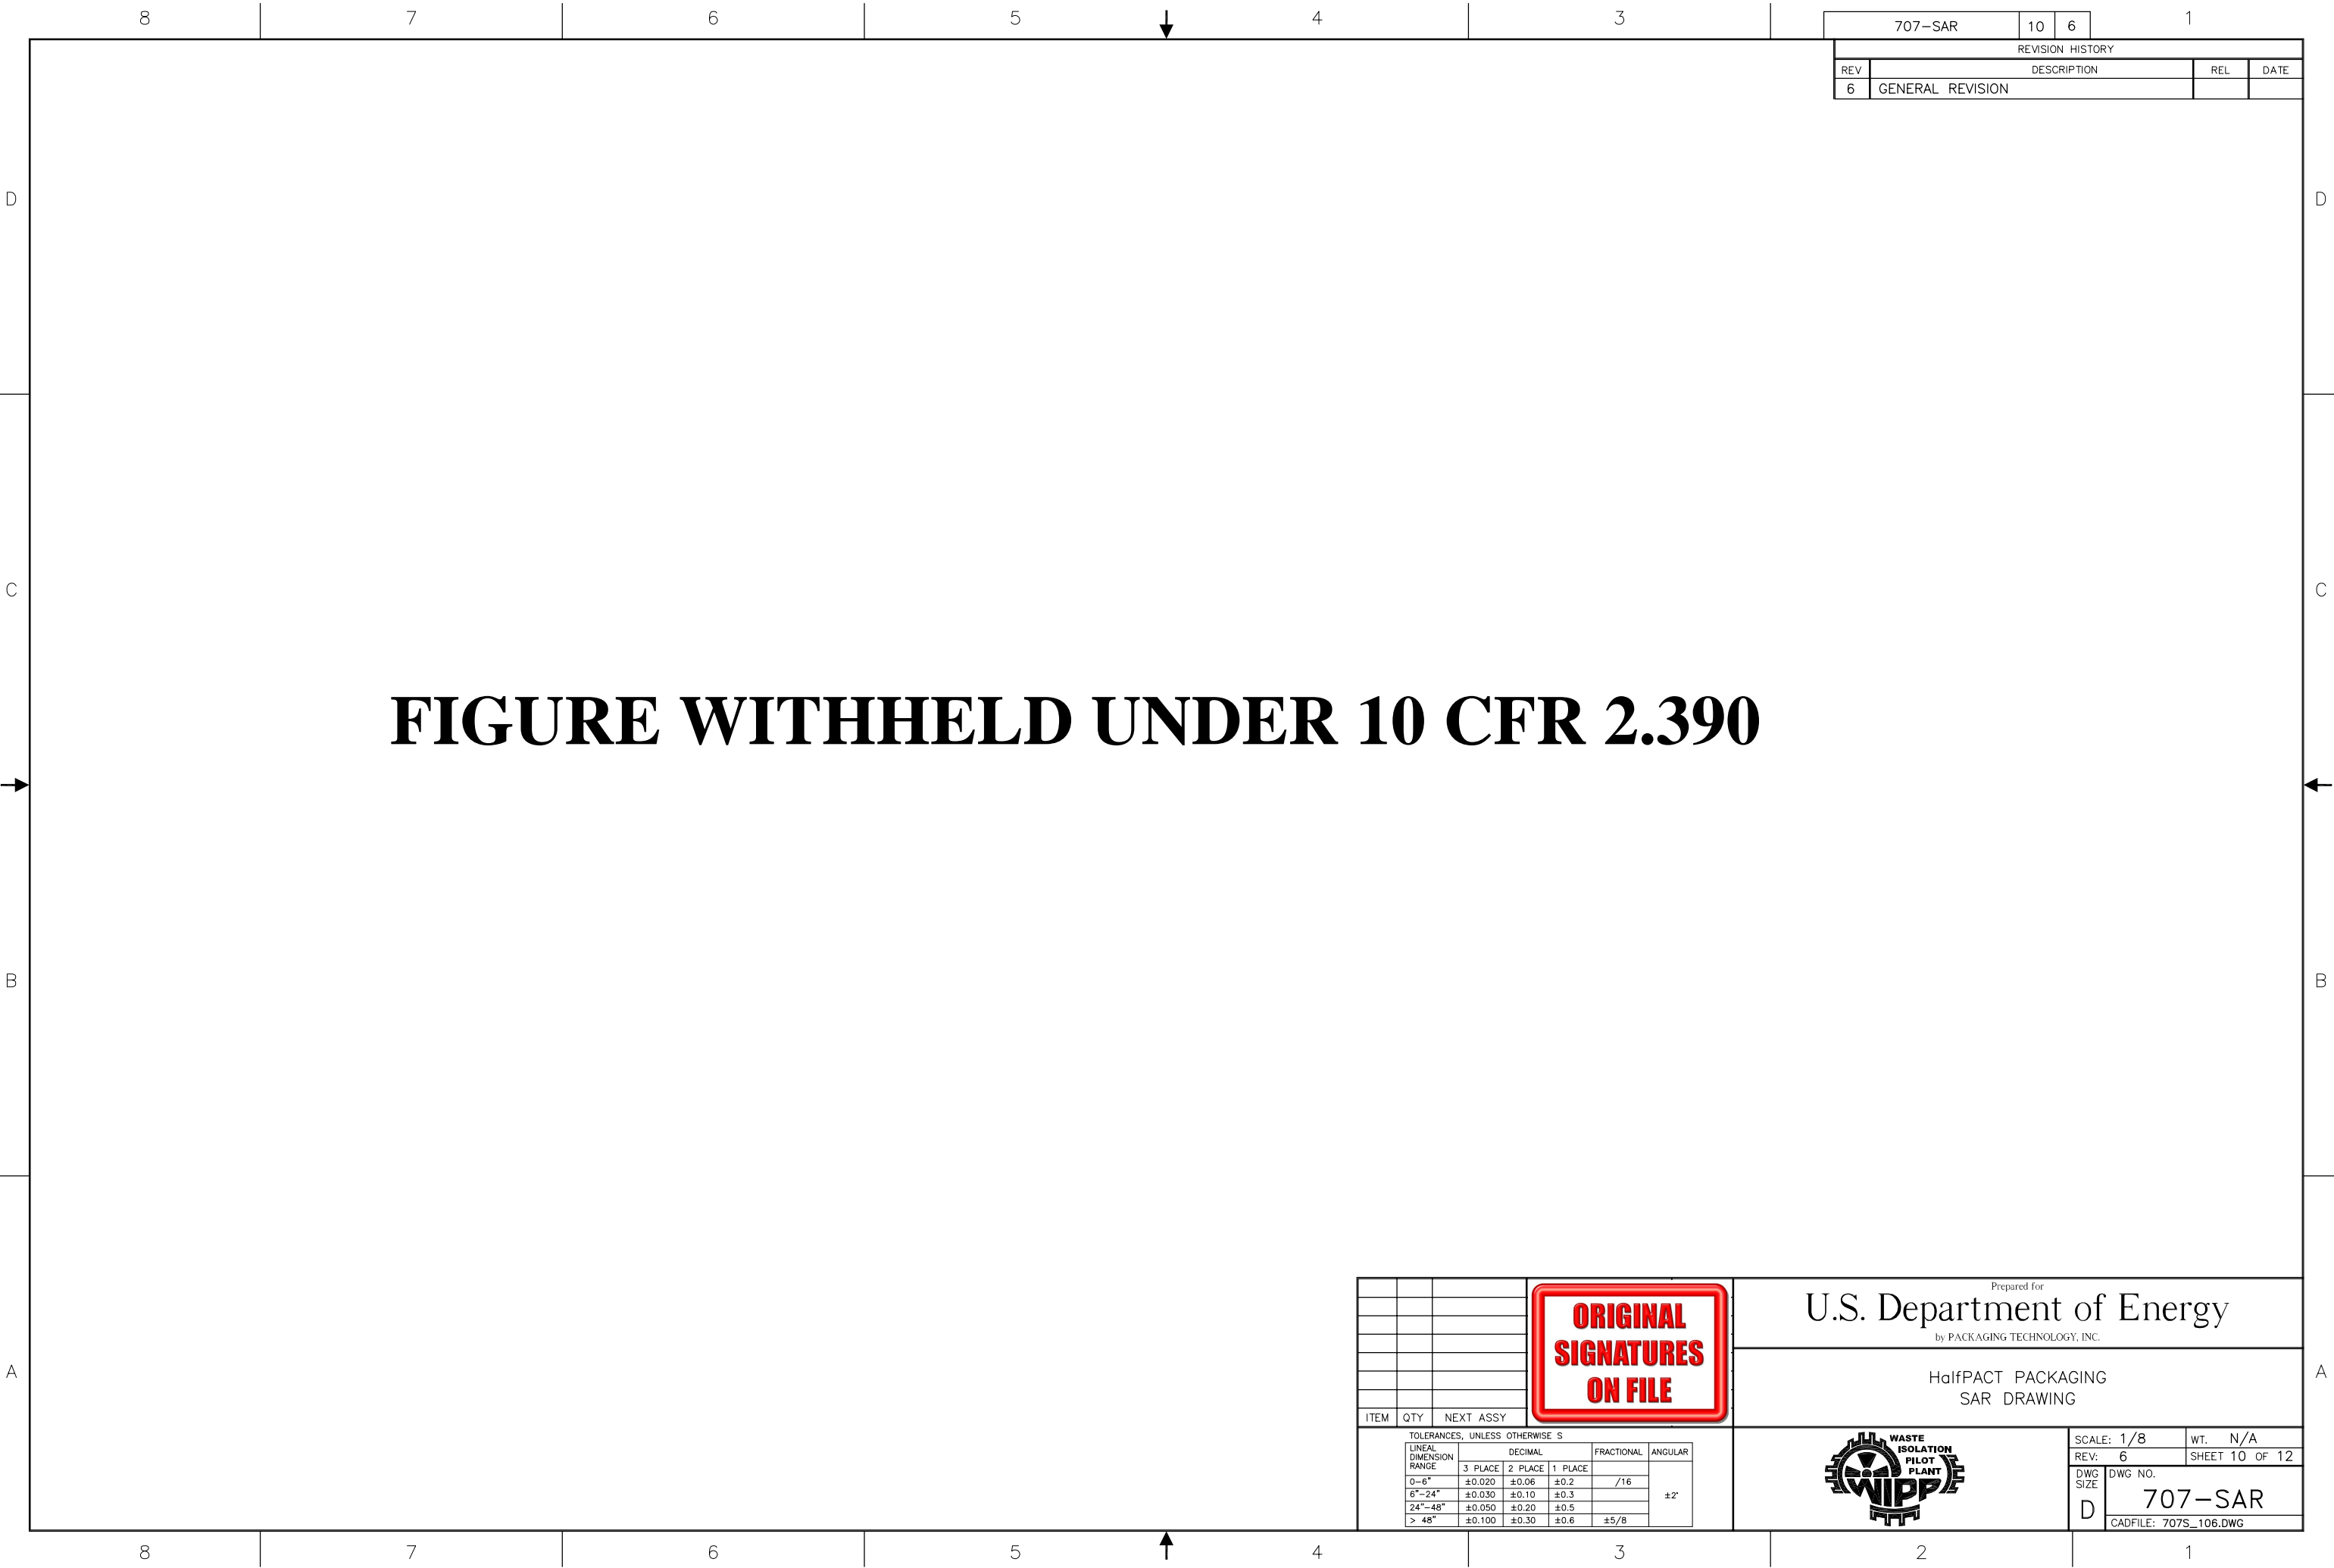 8 7 6 5 4 3 1
707-SAR 10 6
REVISION HISTORY
REV DESCRIPTION REL DATE
6 GENERAL REVISION
D D
C C
FIGURE WITHHELD UNDER 10 CFR 2.390
B B
A A
ORIGINAL
SIGNATURES
ON FILE
ITEM QTY NEXT ASSY
Prepared for
U.S. Department of Energy
by PACKAGING TECHNOLOGY, INC.
HalfPACT PACKAGING
SAR DRAWING
TOLERANCES, UNLESS OTHERWISE S
LINEAL
DIMENSION
RANGE
DECIMAL FRACTIONAL ANGULAR
3 PLACE 2 PLACE 1 PLACE
0-6" ±0.020 ±0.06 ±0.2 /16
6"-24" ±0.030 ±0.10 ±0.3
±2°
24"-48" ±0.050 ±0.20 ±0.5
> 48" ±0.100 ±0.30 ±0.6 ±5/8
WASTE
ISOLATION
PILOT
PLANT
WIPP
SCALE: 1/8 WT. N/A
REV: 6 SHEET 10 OF 12
DWG
SIZE
D
DWG NO.
707-SAR
CADFILE: 707S_106.DWG
8 7 6 5 4 3 2 1